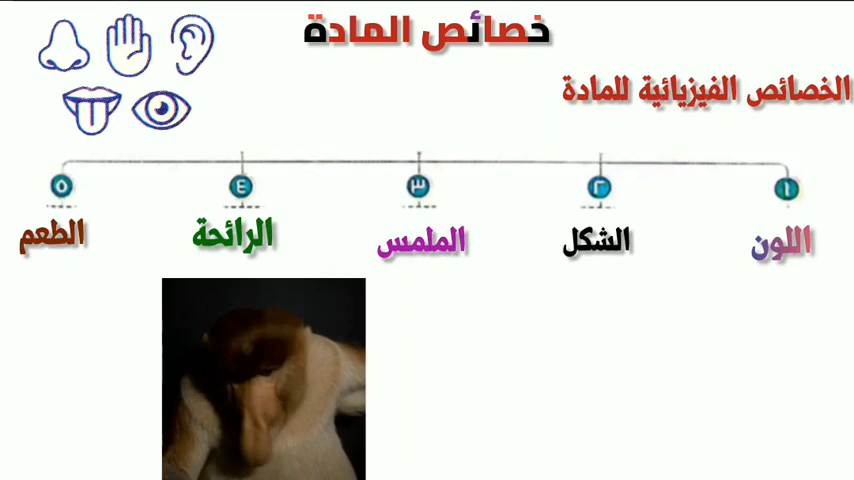 خصائص المادة
الخصائص الفيزيائية للمادة
١ ٢ ٣ ٤ ٥
اللون الشكل الملمس الرائحة الطعم